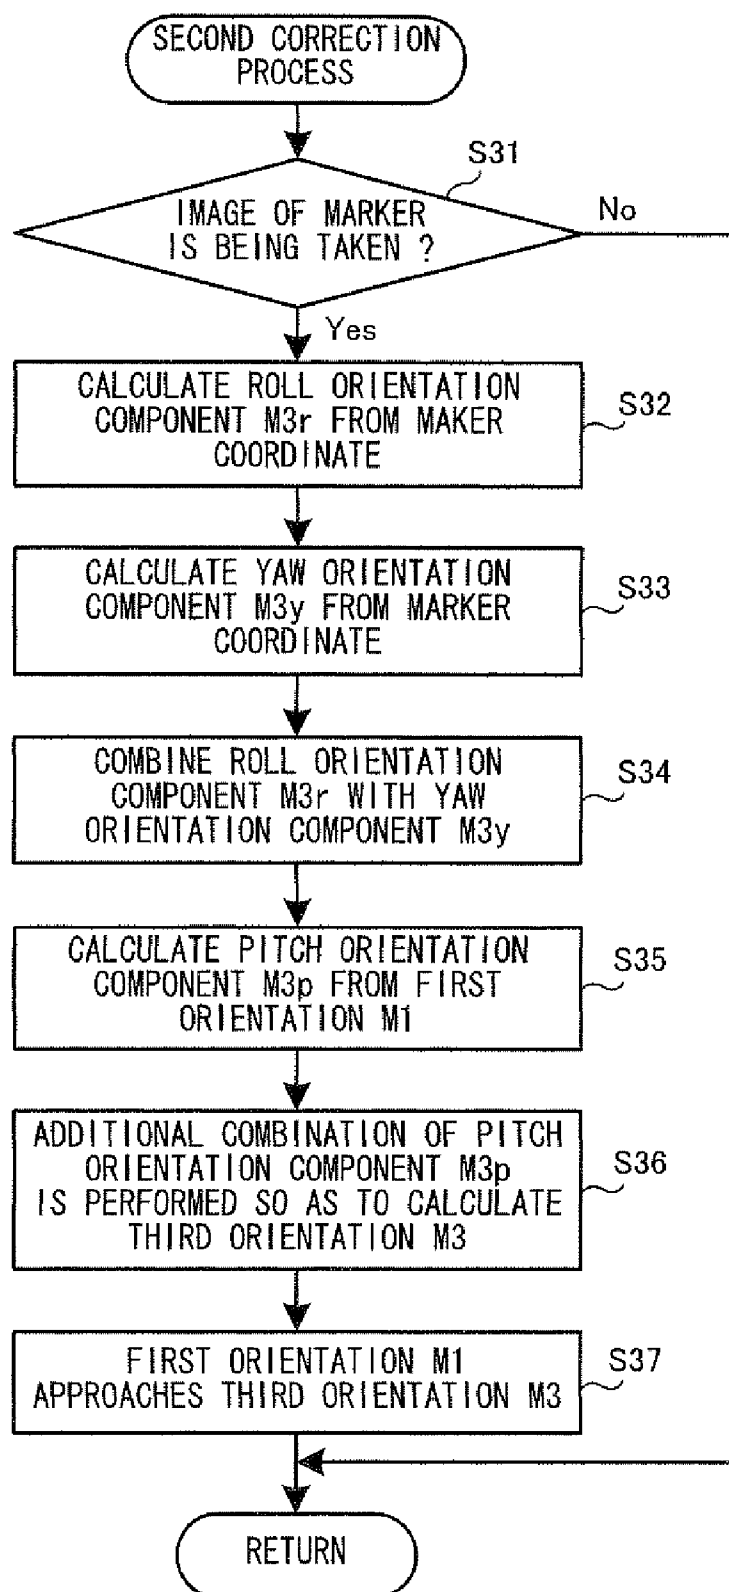 SECOND CORRECTION
PROCESS
S31
IMAGE OF MARKER
IS BEING TAKEN ?
No
Yes
CALCULATE ROLL ORIENTATION
COMPONENT M3r FROM MAKER
COORDINATE
S32
CALCULATE YAW ORIENTATION
COMPONENT M3y FROM MARKER
COORDINATE
S33
COMBINE ROLL ORIENTATION
COMPONENT M3r WITH YAW
ORIENTATION COMPONENT M3y
S34
CALCULATE PITCH ORIENTATION
COMPONENT M3p FROM FIRST
ORIENTATION M1
S35
ADDITIONAL COMBINATION OF PITCH
ORIENTATION COMPONENT M3p
IS PERFORMED SO AS TO CALCULATE
THIRD ORIENTATION M3
S36
FIRST ORIENTATION M1
APPROACHES THIRD ORIENTATION M3
S37
RETURN